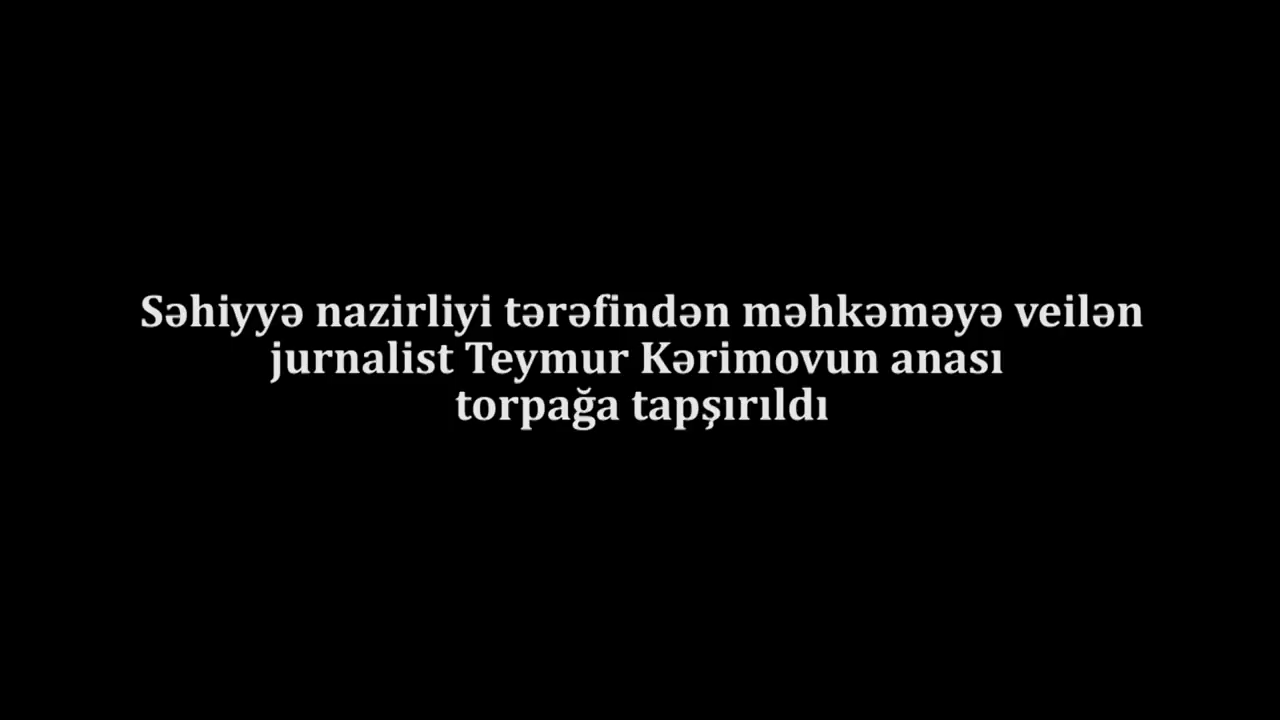 Səhiyyə nazirliyi tərəfindən məhkəməyə veilən
jurnalist Teymur Kərimovun anası
torpağa tapşırıldı